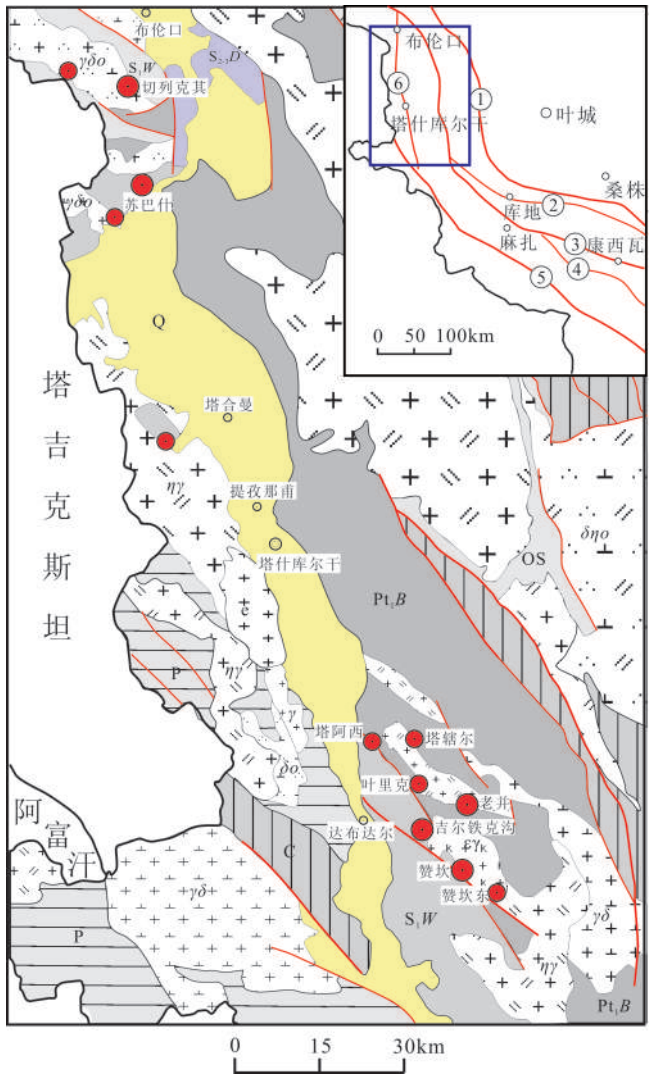 布伦口
γδο
S₁W
S₂₋₃D
切列克其
苏巴什
γδο
Q
塔合曼
提孜那甫
塔什库尔干
塔吉克斯坦
OS
δηο
Pt₁B
ηγ
e
P
ηγ
γ
δο
塔阿西
塔辖尔
叶里克
老并
达布达尔
吉尔铁克沟
εγ
赞坎
赞坎东
阿富汗
C
γδ
P
S₁W
γδ
ηγ
Pt₁B
0 15 30km
布伦口
⑥
①
叶城
塔什库尔干
桑株
②
库地
麻扎
③
康西瓦
④
⑤
0 50 100km